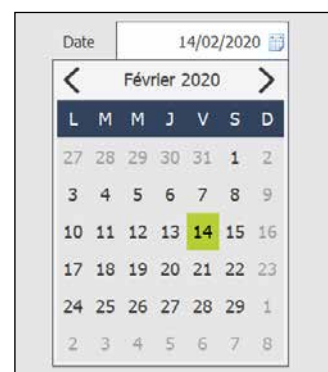 Date 14/02/2020
Février 2020
L M M J V S D
27 28 29 30 31 1 2
3 4 5 6 7 8 9
10 11 12 13 14 15 16
17 18 19 20 21 22 23
24 25 26 27 28 29 1
2 3 4 5 6 7 8